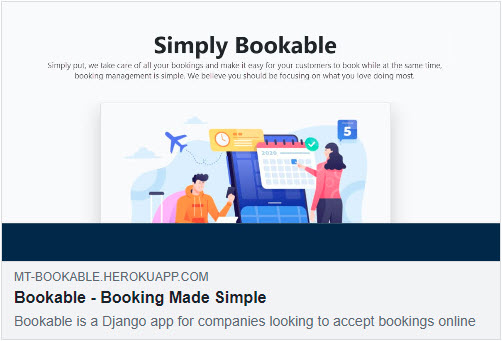 Simply Bookable
Simply put, we take care of all your bookings and make it easy for your customers to book while at the same time,
booking management is simple. We believe you should be focusing on what you love doing most.
2020
5
MT-BOOKABLE.HEROKUAPP.COM
Bookable - Booking Made Simple
Bookable is a Django app for companies looking to accept bookings online